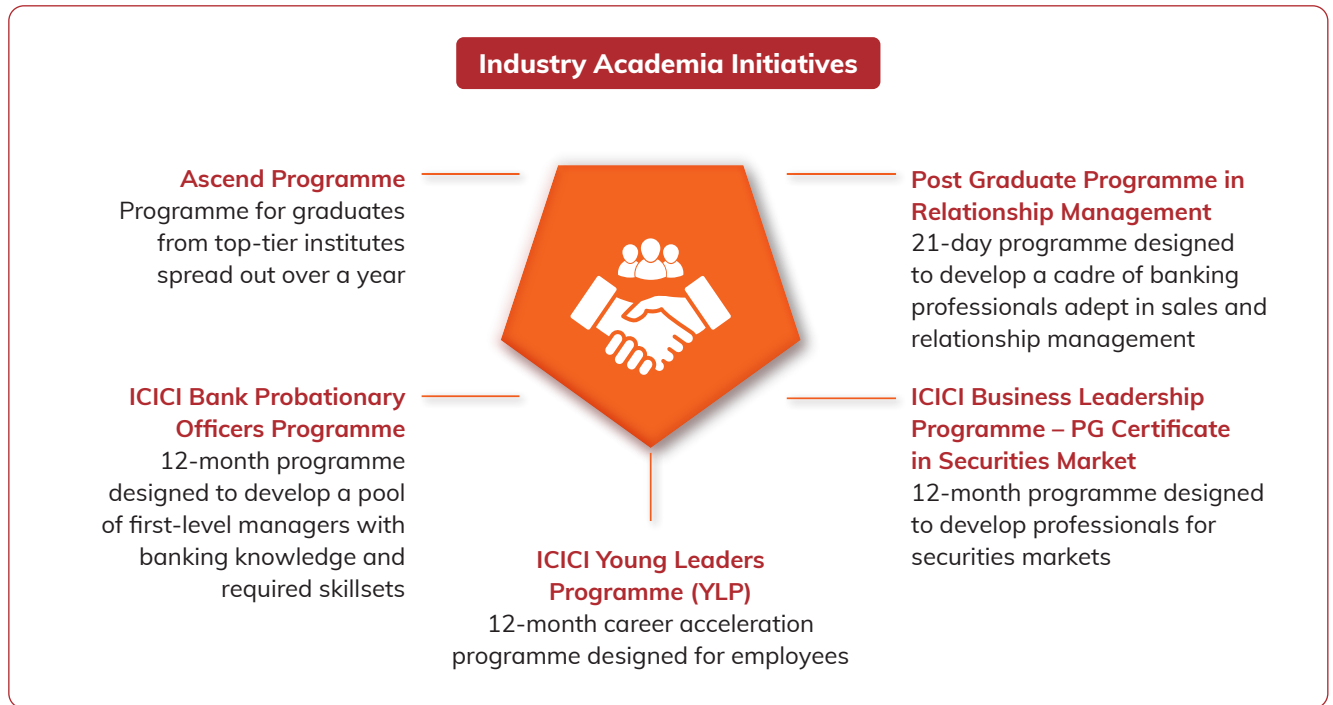 Industry Academia Initiatives
Ascend Programme
Programme for graduates
from top-tier institutes
spread out over a year
Post Graduate Programme in
Relationship Management
21-day programme designed
to develop a cadre of banking
professionals adept in sales and
relationship management
ICICI Bank Probationary
Officers Programme
12-month programme
designed to develop a pool
of first-level managers with
banking knowledge and
required skillsets
ICICI Business Leadership
Programme – PG Certificate
in Securities Market
12-month programme designed
to develop professionals for
securities markets
ICICI Young Leaders
Programme (YLP)
12-month career acceleration
programme designed for employees